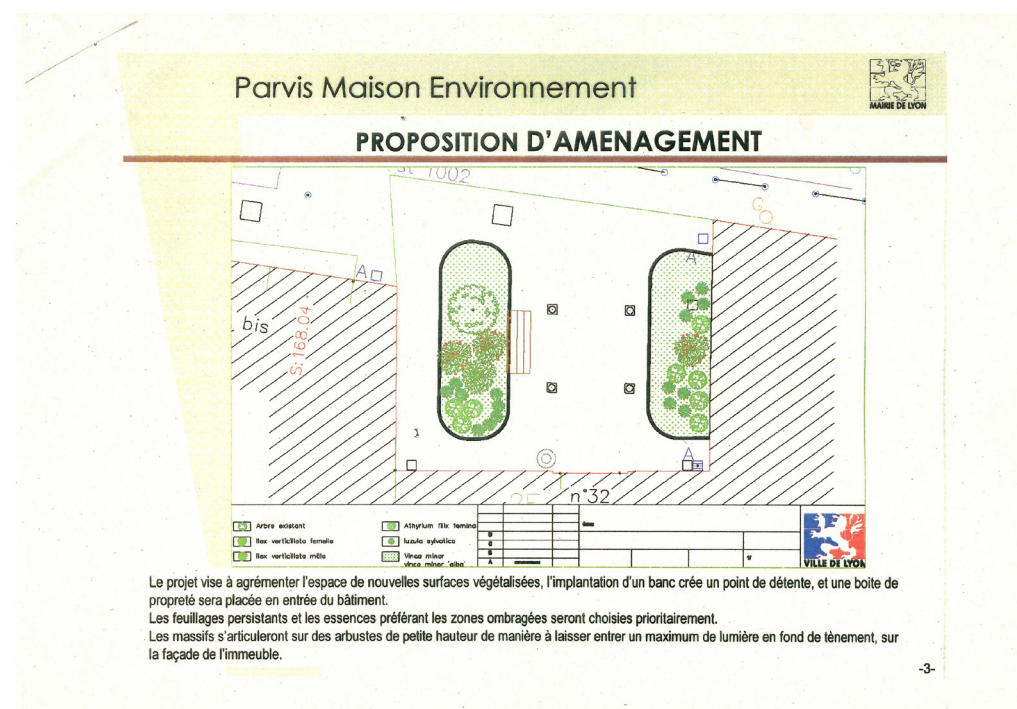 Parvis Maison Environnement
MAIRIE DE LYON
PROPOSITION D'AMENAGEMENT
1002
G
A
A
bis
S: 168.04
A
n°32
Arbre existant
Ilex verticillata femelle
Ilex verticillata mâle
Athyrium filix femina
luzula sylvatica
Vinca minor
vinca minor 'alba'
D
C
B
A
VILLE DE LYON
Le projet vise à agrémenter l'espace de nouvelles surfaces végétalisées, l'implantation d'un banc crée un point de détente, et une boite de
propreté sera placée en entrée du bâtiment.
Les feuillages persistants et les essences préférant les zones ombragées seront choisies prioritairement.
Les massifs s'articuleront sur des arbustes de petite hauteur de manière à laisser entrer un maximum de lumière en fond de tènement, sur
la façade de l'immeuble.
-3-